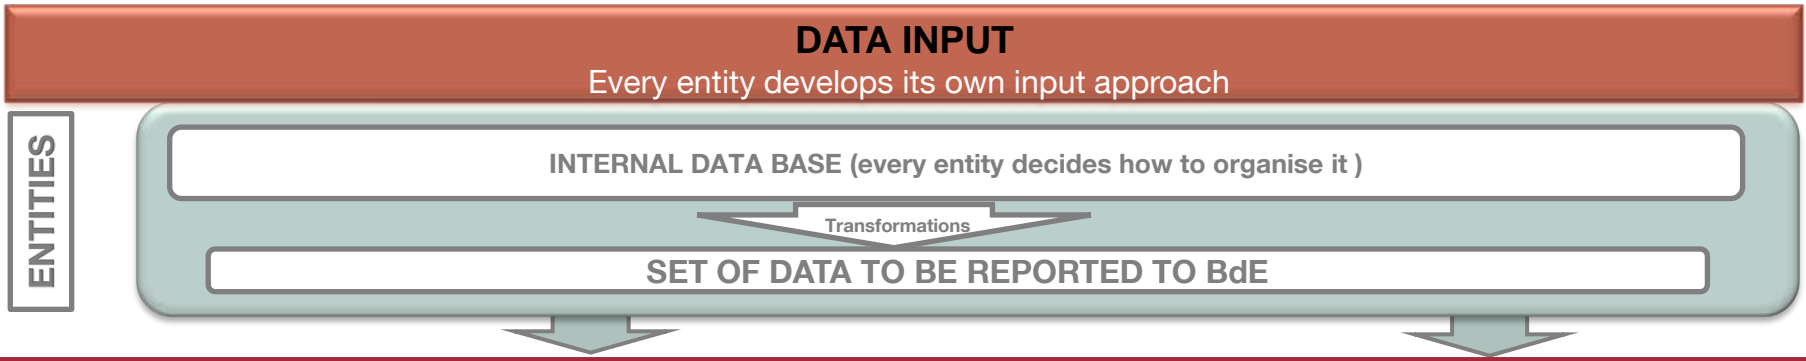 DATA INPUT
Every entity develops its own input approach
ENTITIES
INTERNAL DATA BASE (every entity decides how to organise it )
Transformations
SET OF DATA TO BE REPORTED TO BdE